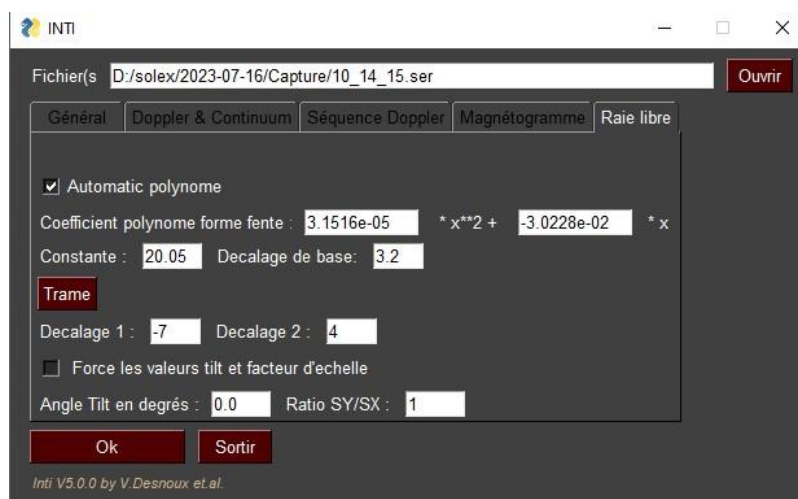 INTI
Fichier(s D:/solex/2023-07-16/Capture/10_14_15.ser Ouvrir
Général Doppler & Continuum Séquence Doppler Magnétogramme Raie libre
Automatic polynome
Coefficient polynome forme fente : 3.1516e-05 * x**2 + -3.0228e-02 * x
Constante : 20.05 Decalage de base: 3.2
Trame
Decalage 1 : -7 Decalage 2 : 4
Force les valeurs tilt et facteur d'echelle
Angle Tilt en degrés : 0.0 Ratio SY/SX : 1
Ok Sortir
Inti V5.0.0 by V.Desnoux et.al.